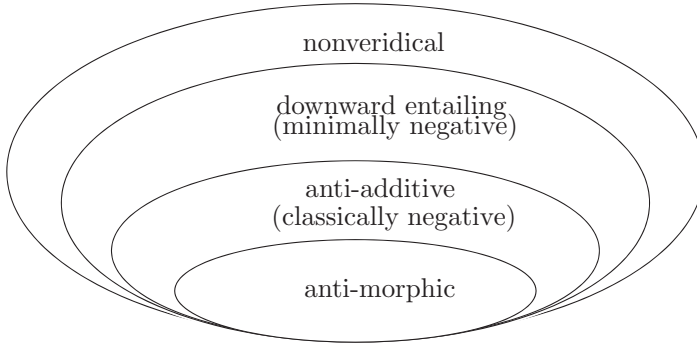 nonveridical
downward entailing
(minimally negative)
anti-additive
(classically negative)
anti-morphic